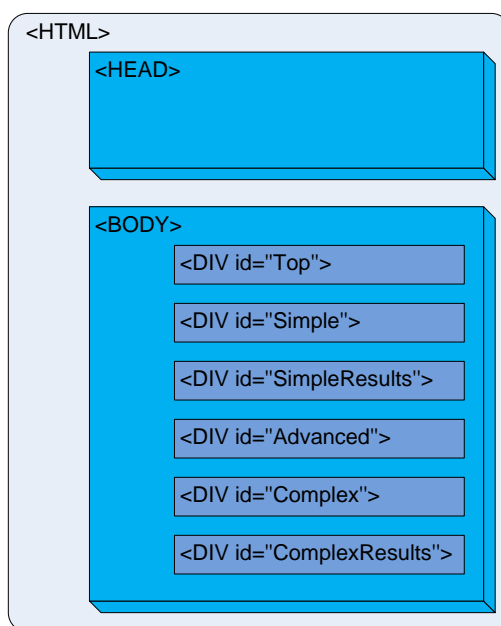 <HTML>
<HEAD>
<BODY>
<DIV id="Top">
<DIV id="Simple">
<DIV id="SimpleResults">
<DIV id="Advanced">
<DIV id="Complex">
<DIV id="ComplexResults">